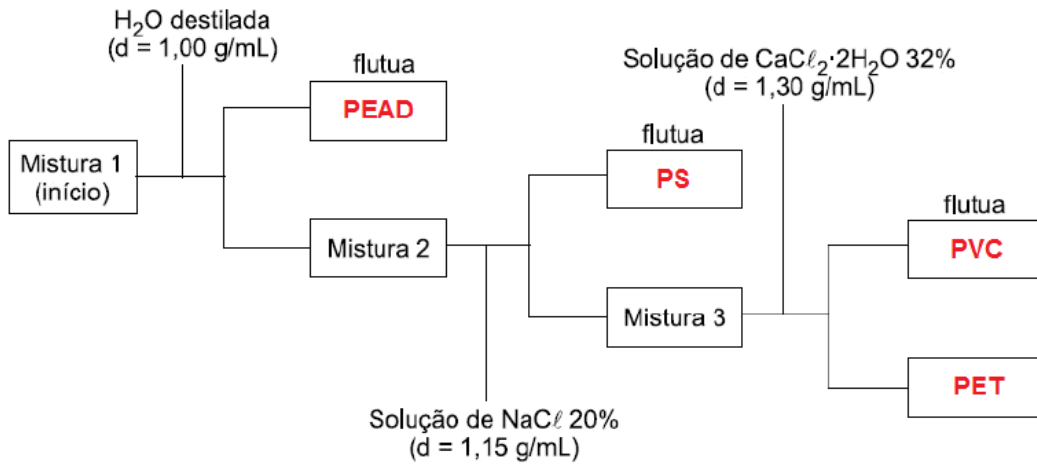 H₂O destilada
(d = 1,00 g/mL)
flutua
PEAD
Mistura 1
(início)
Mistura 2
Solução de NaCℓ 20%
(d = 1,15 g/mL)
flutua
PS
Mistura 3
Solução de CaCℓ₂·2H₂O 32%
(d = 1,30 g/mL)
flutua
PVC
PET